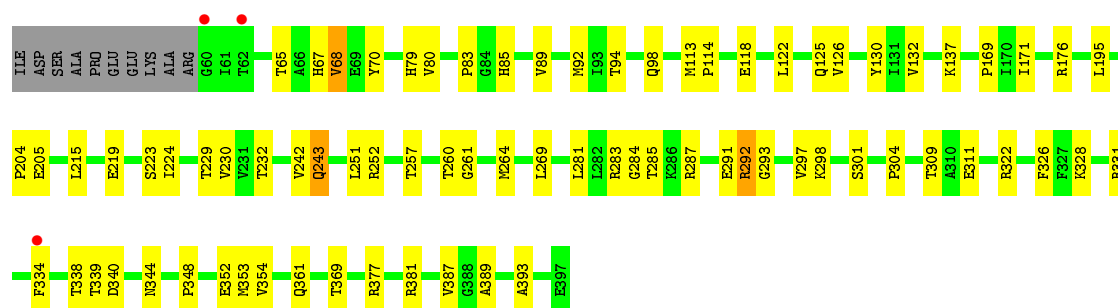 ILE ASP SER ALA PRO GLU GLU LYS ALA ARG G60 I61 T62 T65 A66 H67 V68 E69 Y70 H79 V80 P83 G84 H85 V89 M92 I93 T94 Q98 M113 P114 E118 L122 Q125 V126 Y130 I131 V132 K137 P169 I170 I171 R176 L195
P204 E205 L215 E219 S223 I224 T229 V230 V231 T232 V242 Q243 L251 R252 T257 T260 G261 M264 L269 L281 L282 R283 G284 T285 K286 R287 E291 R292 G293 V297 K298 S301 P304 T309 A310 E311 R322 F326 F327 K328
F334 T338 T339 D340 N344 P348 E352 M353 V354 Q361 T369 R377 R381 V387 G388 A389 A393 E397